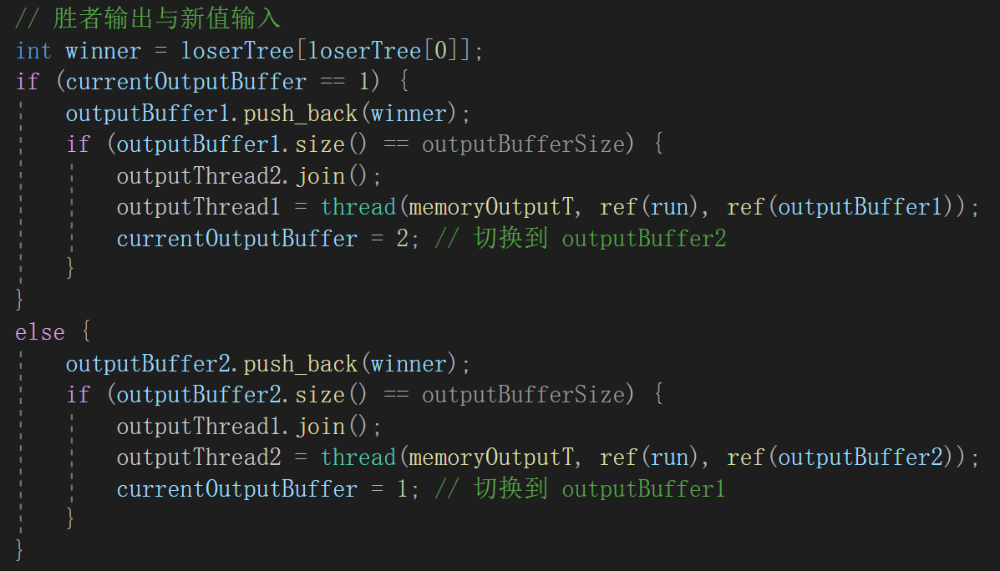 // 胜者输出与新值输入
int winner = loserTree[loserTree[0]];
if (currentOutputBuffer == 1) {
    outputBuffer1.push_back(winner);
    if (outputBuffer1.size() == outputBufferSize) {
        outputThread2.join();
        outputThread1 = thread(memoryOutputT, ref(run), ref(outputBuffer1));
        currentOutputBuffer = 2; // 切换到 outputBuffer2
    }
}
else {
    outputBuffer2.push_back(winner);
    if (outputBuffer2.size() == outputBufferSize) {
        outputThread1.join();
        outputThread2 = thread(memoryOutputT, ref(run), ref(outputBuffer2));
        currentOutputBuffer = 1; // 切换到 outputBuffer1
    }
}